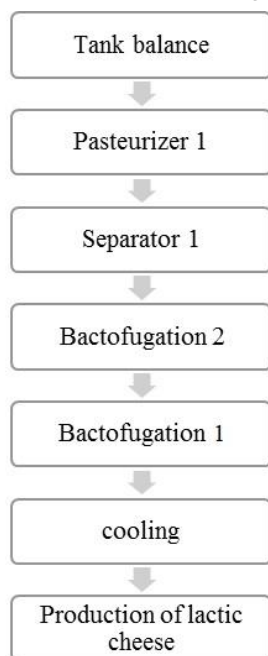 Tank balance
Pasteurizer 1
Separator 1
Bactofugation 2
Bactofugation 1
cooling
Production of lactic
cheese